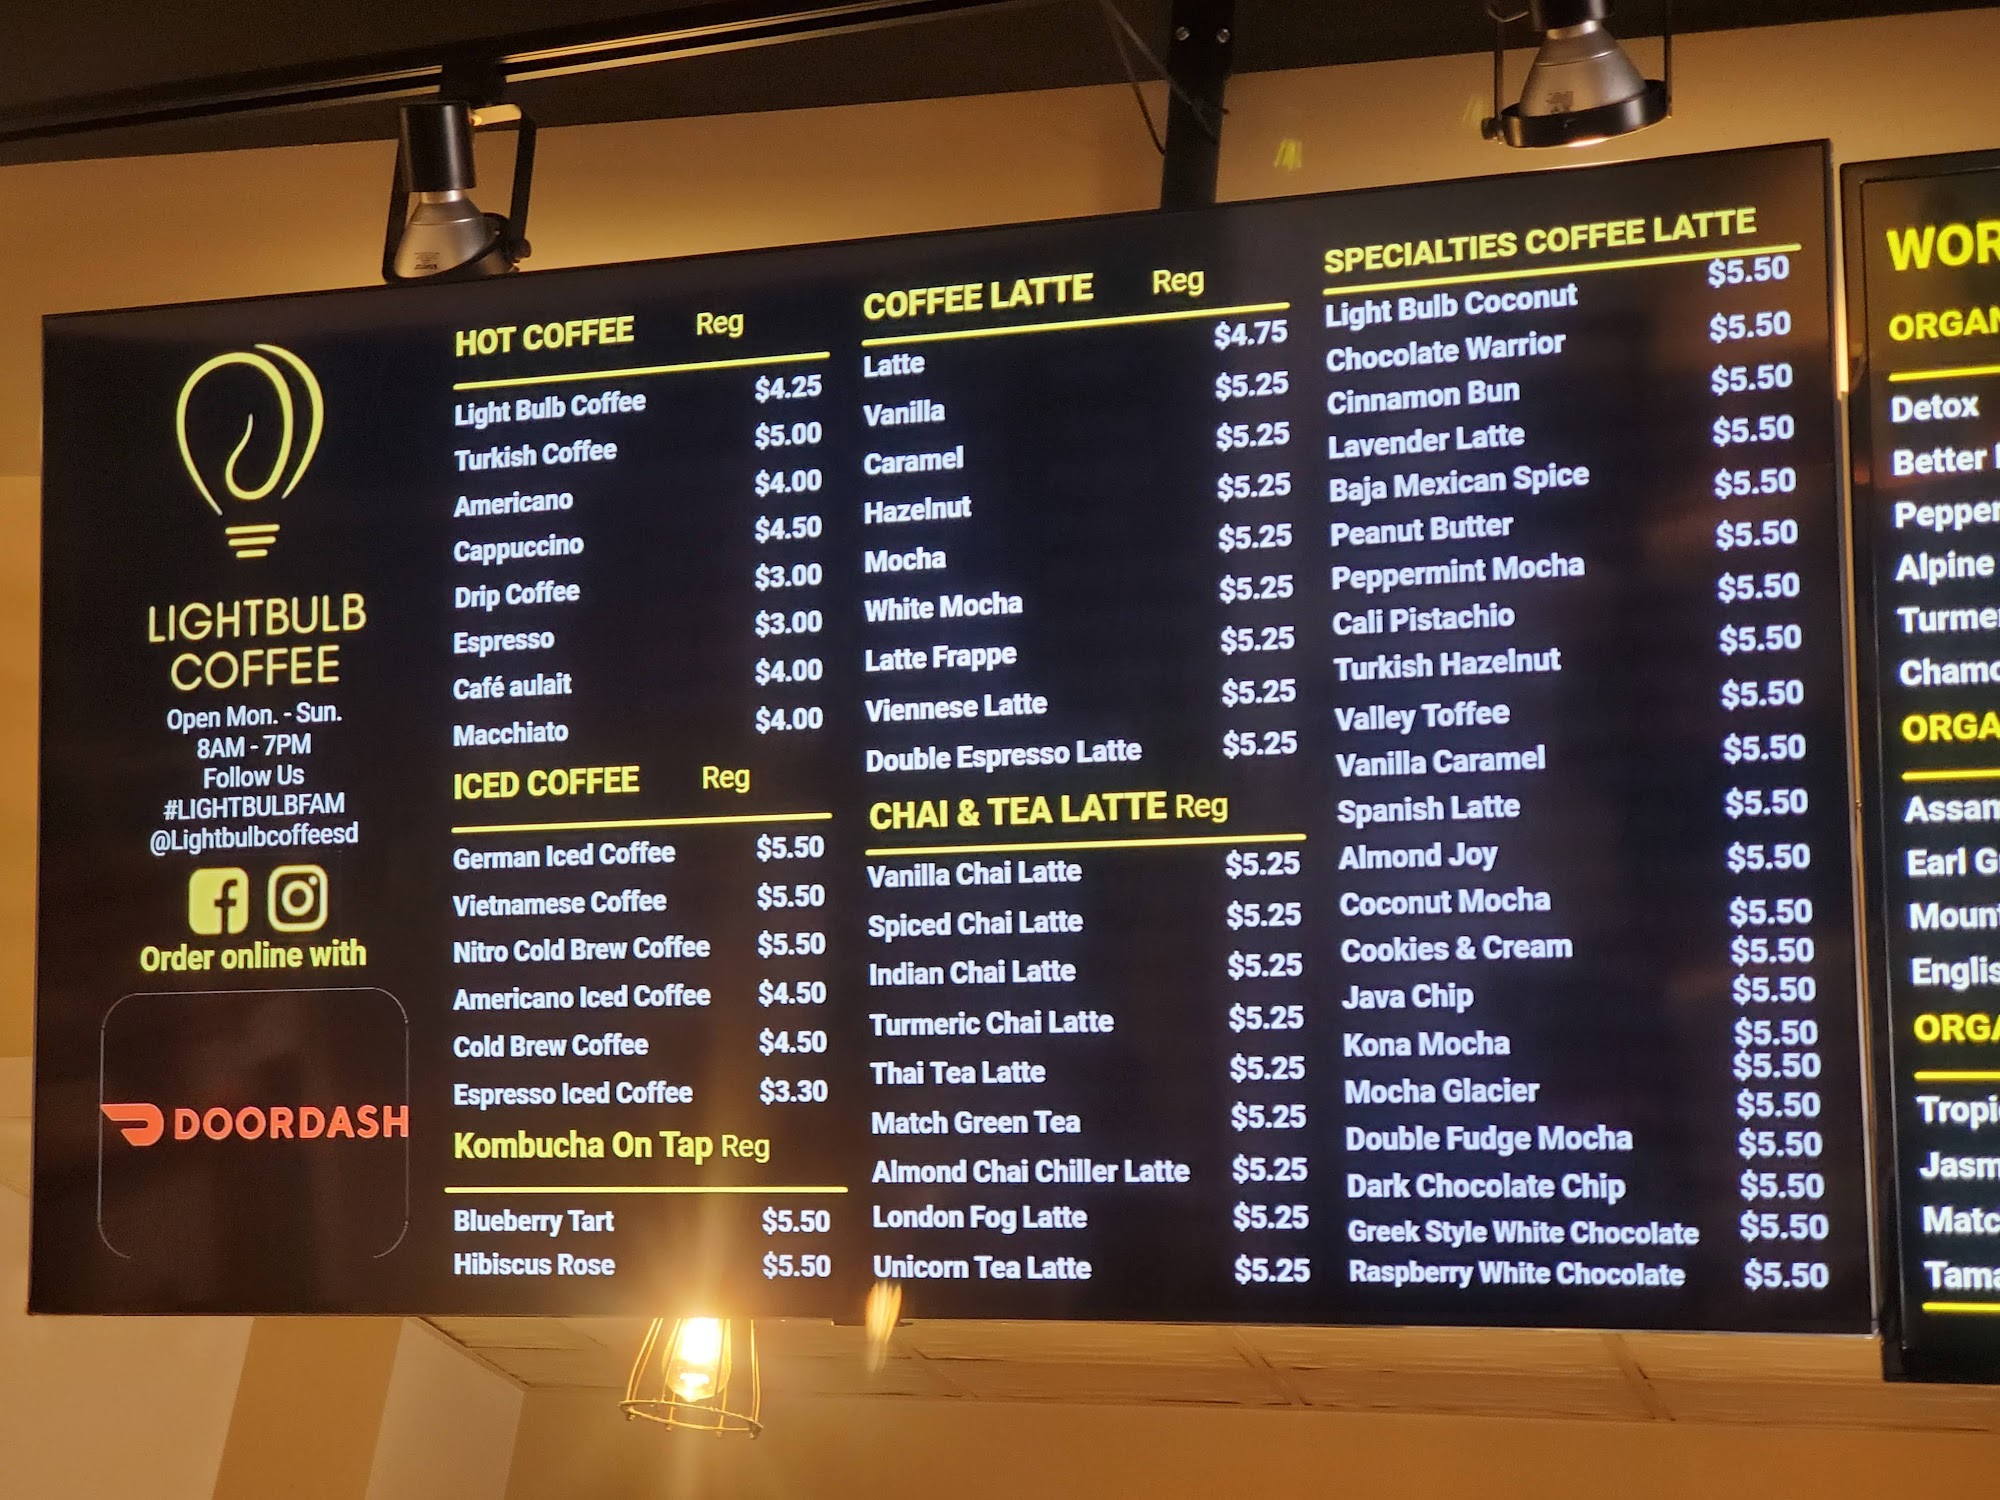 LIGHTBULB
COFFEE
Open Mon. - Sun.
8AM - 7PM
Follow Us
#LIGHTBULBFAM
@Lightbulbcoffeesd
Order online with
DOORDASH
HOT COFFEE Reg
Light Bulb Coffee $4.25
Turkish Coffee $5.00
Americano $4.00
Cappuccino $4.50
Drip Coffee $3.00
Espresso $3.00
Café aulait $4.00
Macchiato $4.00
ICED COFFEE Reg
German Iced Coffee $5.50
Vietnamese Coffee $5.50
Nitro Cold Brew Coffee $5.50
Americano Iced Coffee $4.50
Cold Brew Coffee $4.50
Espresso Iced Coffee $3.30
Kombucha On Tap Reg
Blueberry Tart $5.50
Hibiscus Rose $5.50
COFFEE LATTE Reg
Latte $4.75
Vanilla $5.25
Caramel $5.25
Hazelnut $5.25
Mocha $5.25
White Mocha $5.25
Latte Frappe $5.25
Viennese Latte $5.25
Double Espresso Latte $5.25
CHAI & TEA LATTE Reg
Vanilla Chai Latte $5.25
Spiced Chai Latte $5.25
Indian Chai Latte $5.25
Turmeric Chai Latte $5.25
Thai Tea Latte $5.25
Match Green Tea $5.25
Almond Chai Chiller Latte $5.25
London Fog Latte $5.25
Unicorn Tea Latte $5.25
SPECIALTIES COFFEE LATTE
Light Bulb Coconut $5.50
Chocolate Warrior $5.50
Cinnamon Bun $5.50
Lavender Latte $5.50
Baja Mexican Spice $5.50
Peanut Butter $5.50
Peppermint Mocha $5.50
Cali Pistachio $5.50
Turkish Hazelnut $5.50
Valley Toffee $5.50
Vanilla Caramel $5.50
Spanish Latte $5.50
Almond Joy $5.50
Coconut Mocha $5.50
Cookies & Cream $5.50
Java Chip $5.50
Kona Mocha $5.50
Mocha Glacier $5.50
Double Fudge Mocha $5.50
Dark Chocolate Chip $5.50
Greek Style White Chocolate $5.50
Raspberry White Chocolate $5.50
Detox
Better
Alpine